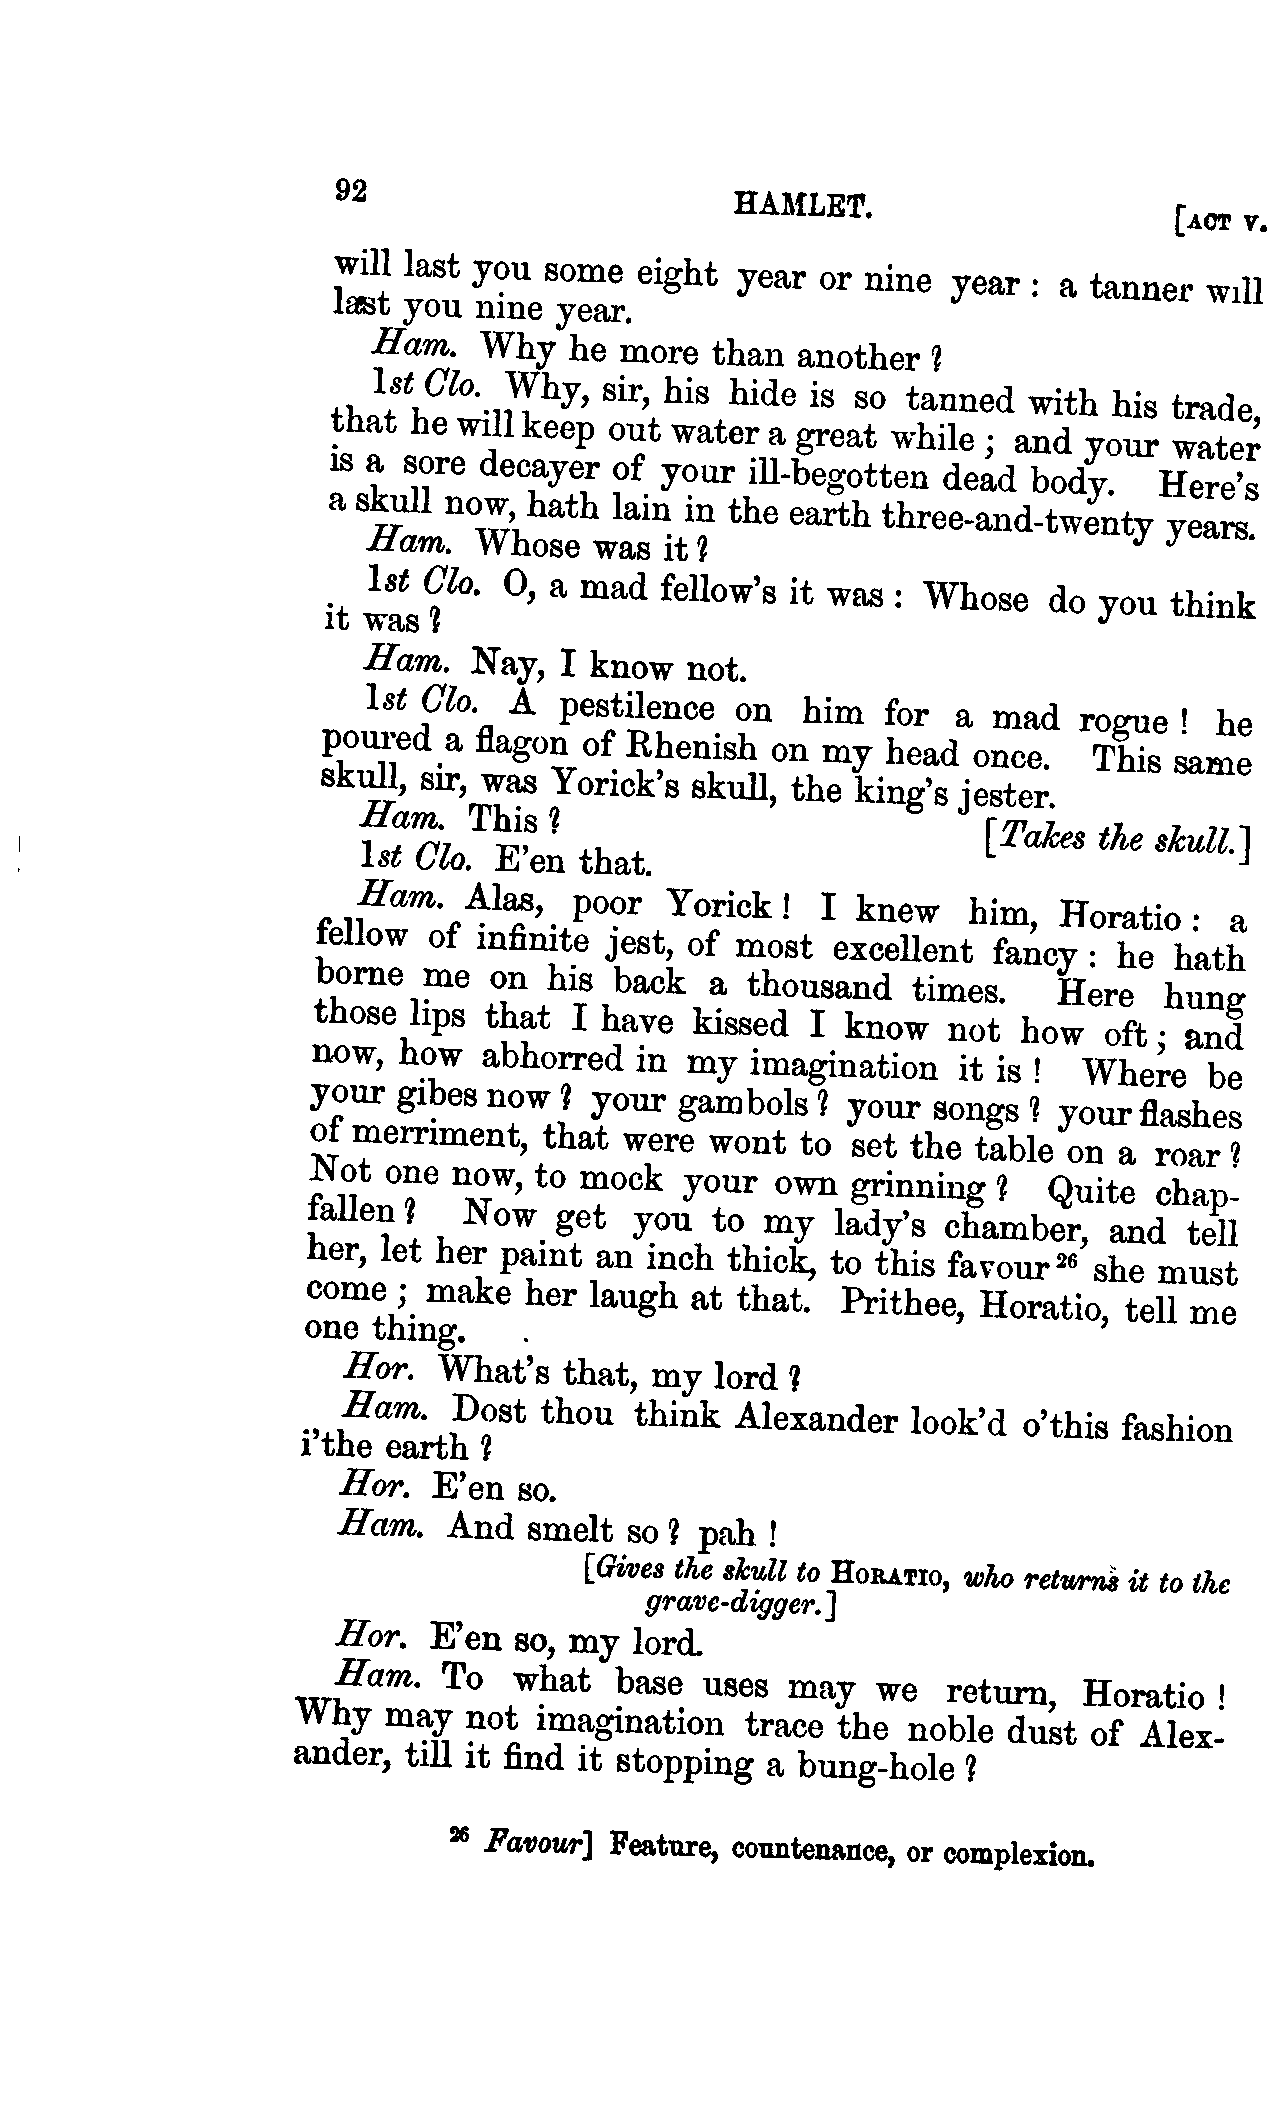 92 HAMLET. [ACT V.
will last you some eight year or nine year : a tanner will
last you nine year.
Ham. Why he more than another ?
1st Clo. Why, sir, his hide is so tanned with his trade,
that he will keep out water a great while ; and your water
is a sore decayer of your ill-begotten dead body. Here's
a skull now, hath lain in the earth three-and-twenty years.
Ham. Whose was it ?
1st Clo. O, a mad fellow's it was : Whose do you think
it was ?
Ham. Nay, I know not.
1st Clo. A pestilence on him for a mad rogue ! he
poured a flagon of Rhenish on my head once. This same
skull, sir, was Yorick's skull, the king's jester.
Ham. This ? [Takes the skull.]
1st Clo. E'en that.
Ham. Alas, poor Yorick ! I knew him, Horatio : a
fellow of infinite jest, of most excellent fancy : he hath
borne me on his back a thousand times. Here hung
those lips that I have kissed I know not how oft ; and
now, how abhorred in my imagination it is ! Where be
your gibes now ? your gambols ? your songs ? your flashes
of merriment, that were wont to set the table on a roar ?
Not one now, to mock your own grinning ? Quite chap-
fallen ? Now get you to my lady's chamber, and tell
her, let her paint an inch thick, to this favour 26 she must
come ; make her laugh at that. Prithee, Horatio, tell me
one thing.
Hor. What's that, my lord ?
Ham. Dost thou think Alexander look'd o'this fashion
i'the earth ?
Hor. E'en so.
Ham. And smelt so ? pah !
[Gives the skull to HORATIO, who returns it to the
grave-digger.]
Hor. E'en so, my lord.
Ham. To what base uses may we return, Horatio !
Why may not imagination trace the noble dust of Alex-
ander, till it find it stopping a bung-hole ?
26 Favour] Feature, countenance, or complexion.